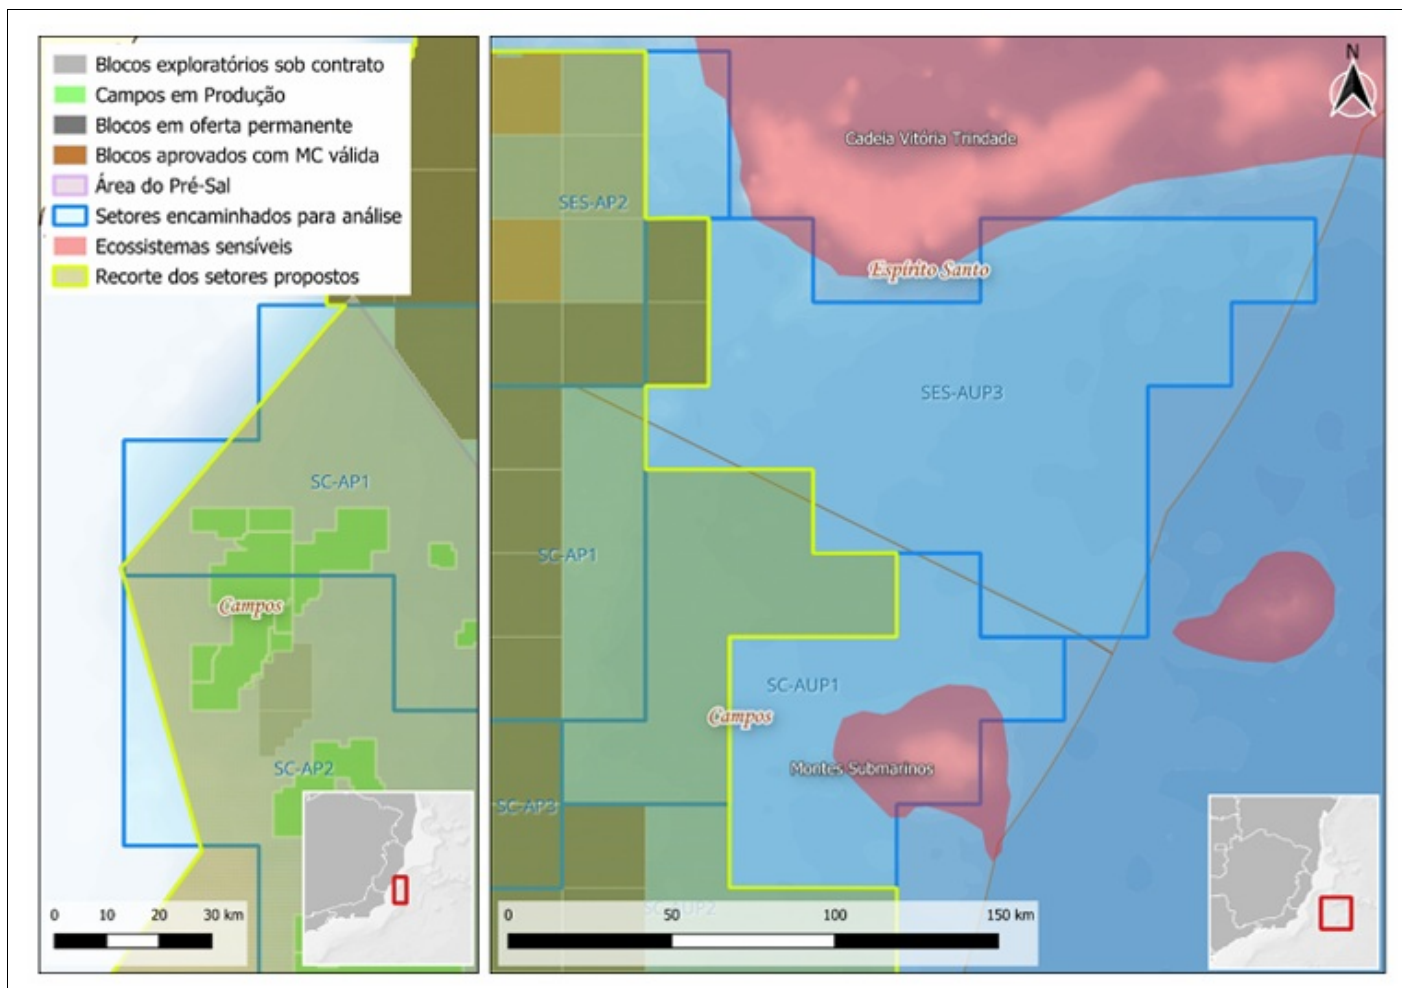 Blocos exploratórios sob contrato
Campos em Produção
Blocos em oferta permanente
Blocos aprovados com MC válida
Área do Pré-Sal
Setores encaminhados para análise
Ecossistemas sensíveis
Recorte dos setores propostos
SC-AP1
Campos
SC-AP2
0 10 20 30 km
N
Cadeia Vitória Trindade
SES-AP2
Espírito Santo
SES-AUP3
SC-AP1
SC-AUP1
Campos
Montes Submarinos
SC-AP3
SC-AUP2
0 50 100 150 km